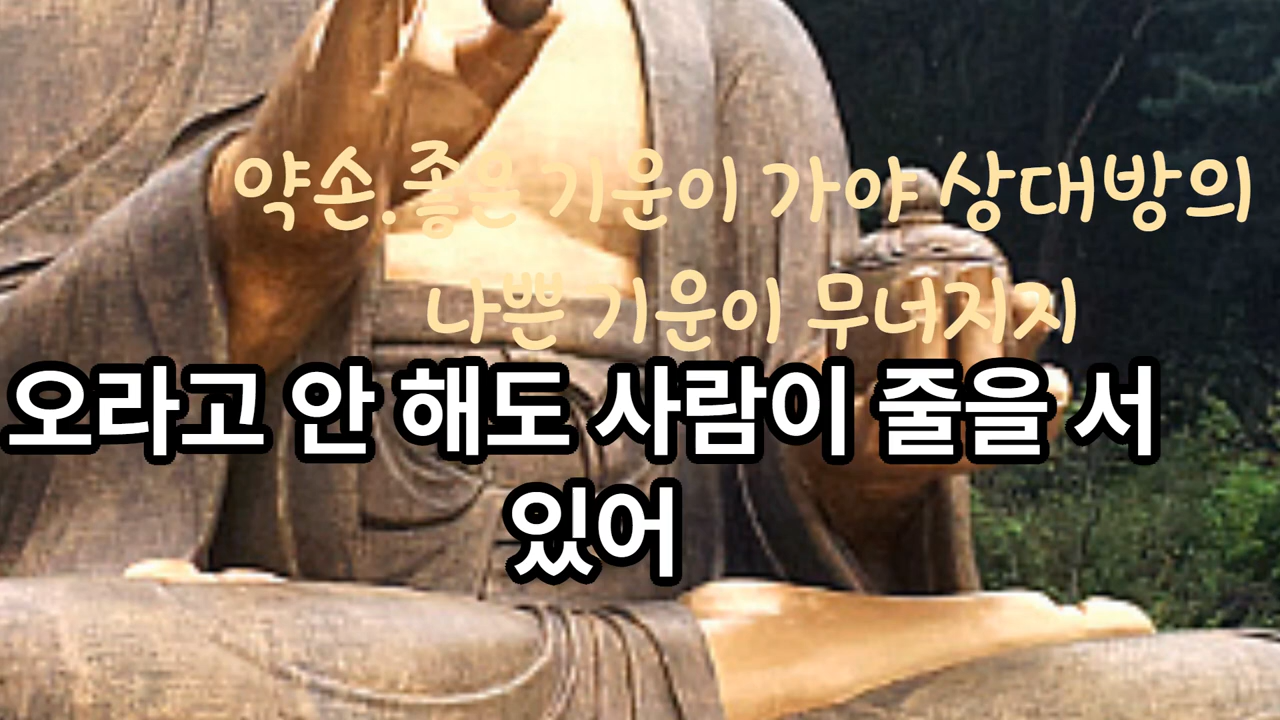 약손.좋은 기운이 가야 상대방의
나쁜 기운이 무너지지
오라고 안 해도 사람이 줄을 서
있어